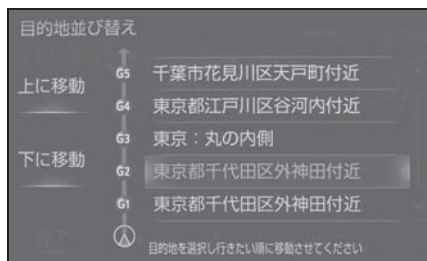 目的地並び替え
上に移動
下に移動
G5 千葉市花見川区天戸町付近
G4 東京都江戸川区谷河内付近
G3 東京：丸の内側
G2 東京都千代田区外神田付近
G1 東京都千代田区外神田付近
目的地を選択し行きたい順に移動させてください